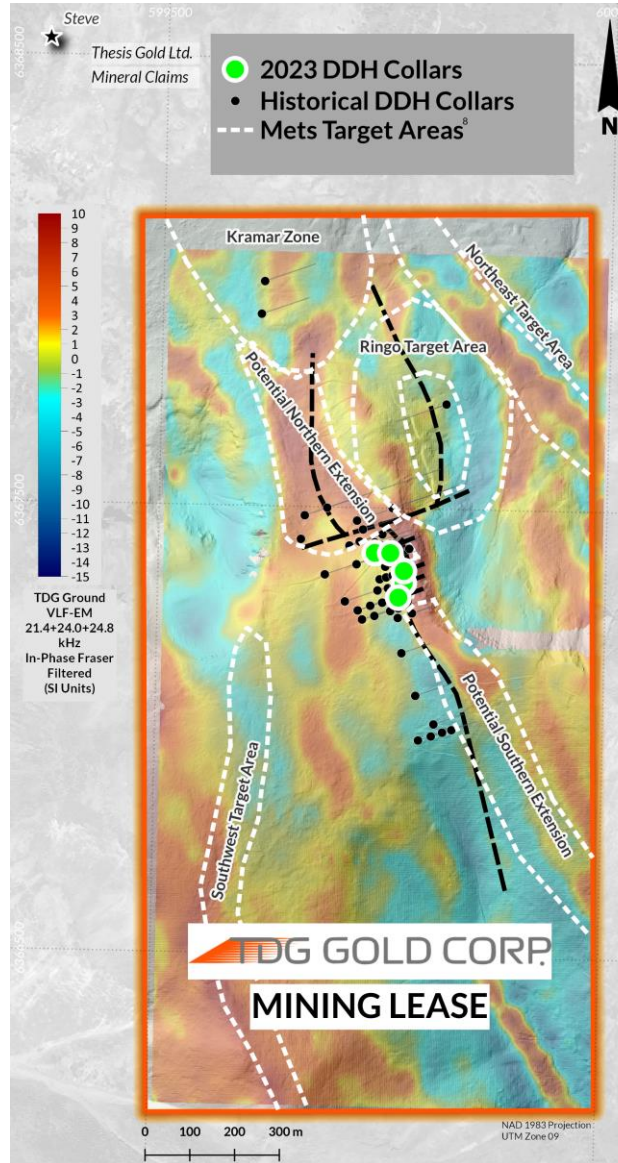 Steve
599500
600
6368500
Thesis Gold Ltd.
Mineral Claims
2023 DDH Collars
Historical DDH Collars
Mets Target Areas8
N
10
9
8
7
6
5
4
3
2
1
0
-1
-2
-3
-4
-5
-6
-7
-8
-9
-10
-11
-12
-13
-14
-15
TDG Ground
VLF-EM
21.4+24.0+24.8
kHz
In-Phase Fraser
Filtered
(SI Units)
Kramar Zone
Northeast Target Area
Ringo Target Area
Potential Northern Extension
6367500
Potential Southern Extension
Southwest Target Area
6366500
TDG GOLD CORP.
MINING LEASE
NAD 1983 Projection
UTM Zone 09
0 100 200 300 m